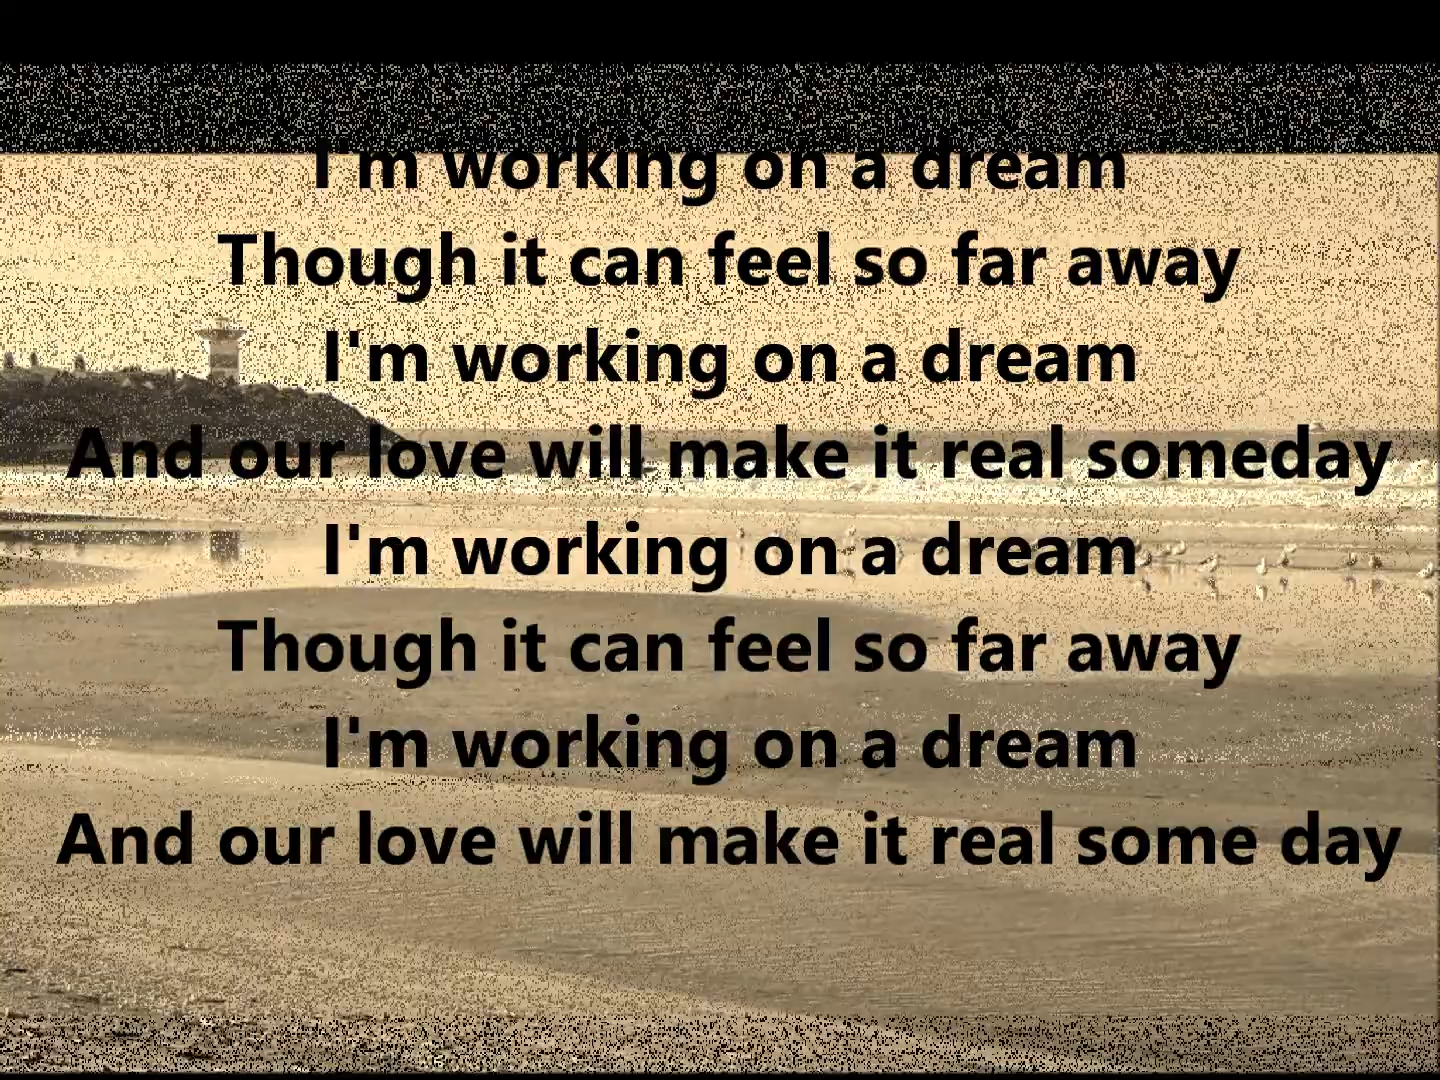 I'm working on a dream
Though it can feel so far away
I'm working on a dream
And our love will make it real someday
I'm working on a dream
Though it can feel so far away
I'm working on a dream
And our love will make it real some day